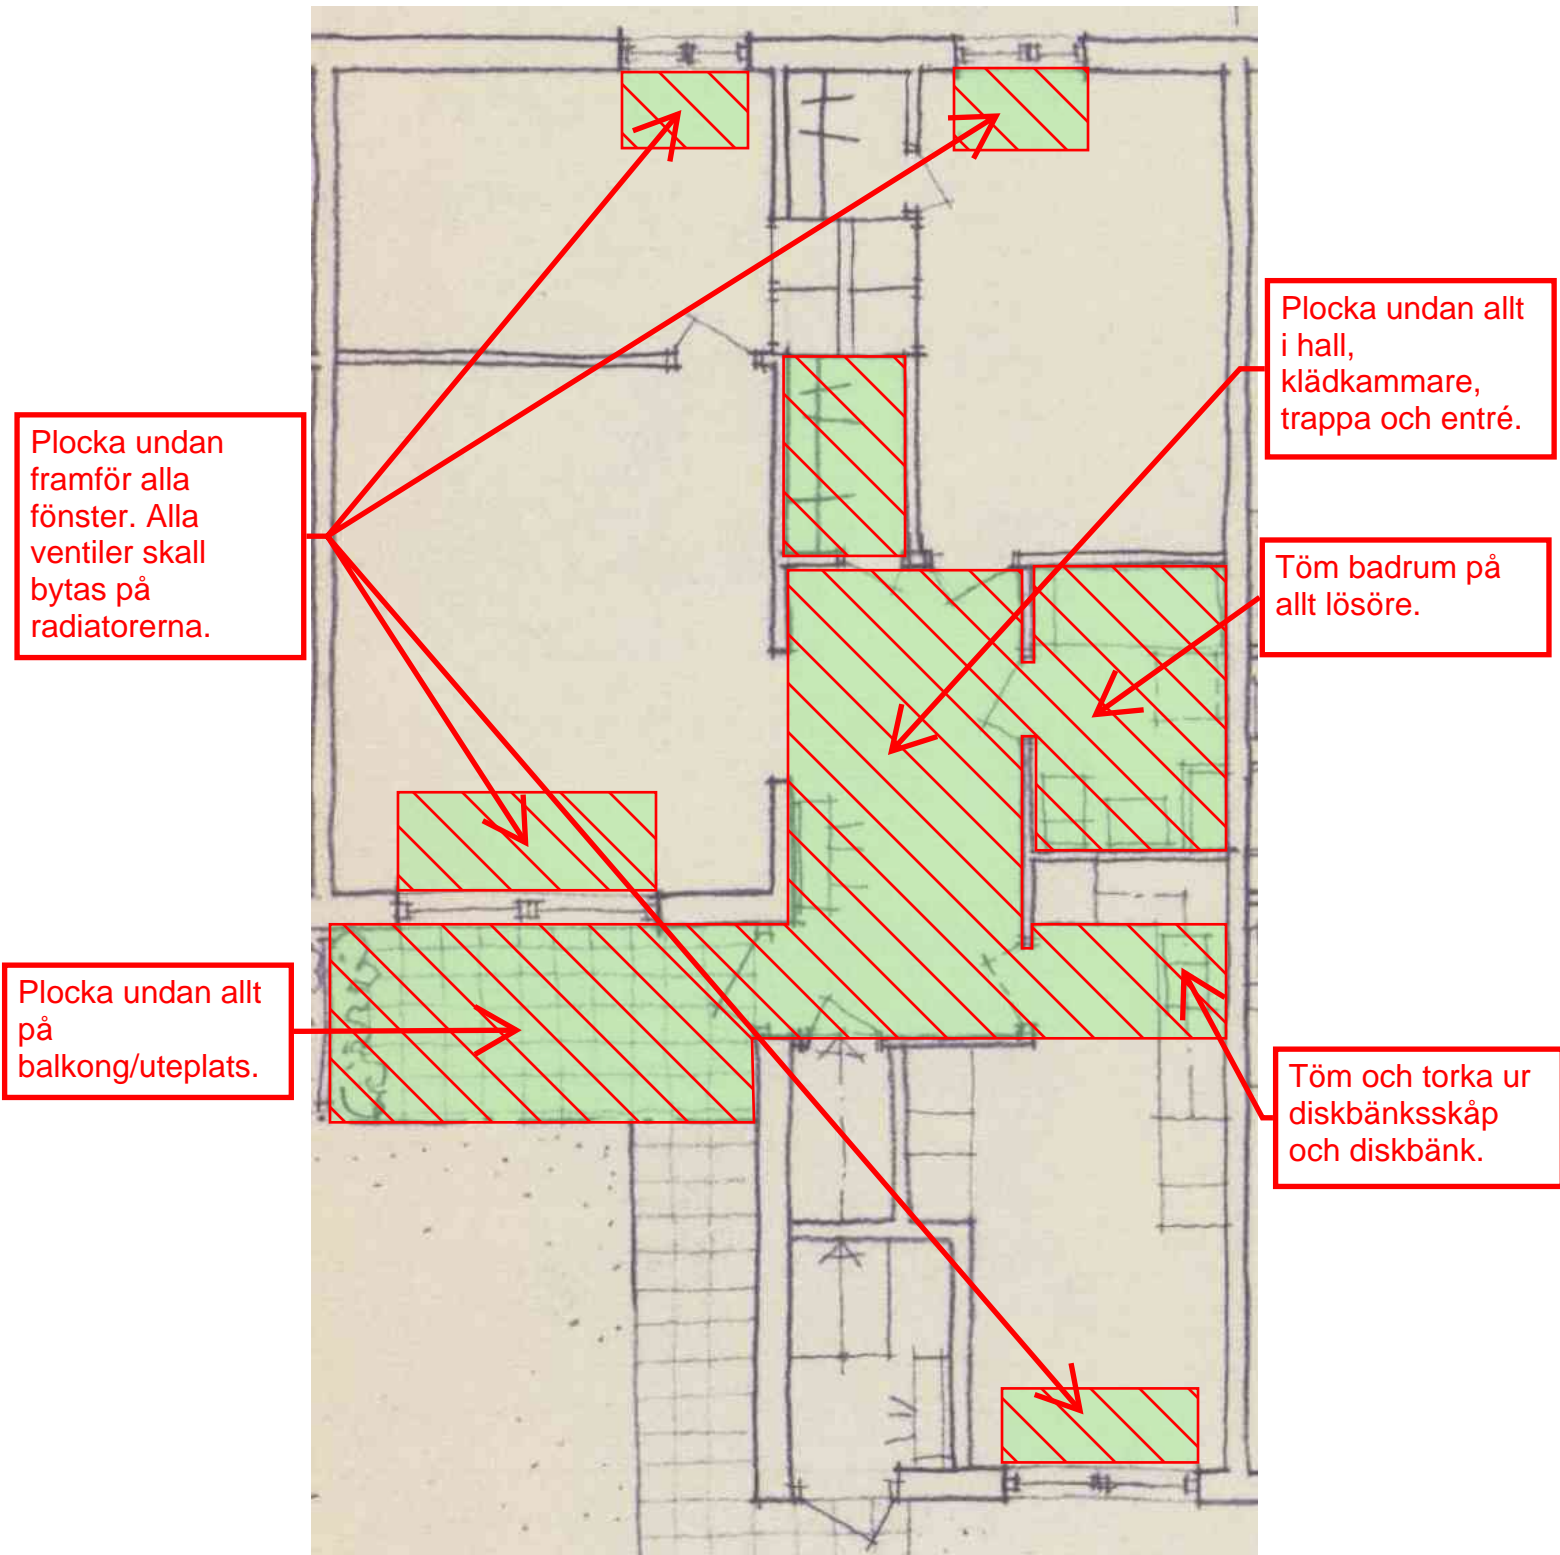 Plocka undan allt
i hall,
klädkammare,
trappa och entré.
Plocka undan
framför alla
fönster. Alla
ventiler skall
bytas på
radiatorerna.
Töm badrum på
allt lösöre.
Plocka undan allt
på
balkong/uteplats.
Töm och torka ur
diskbänksskåp
och diskbänk.